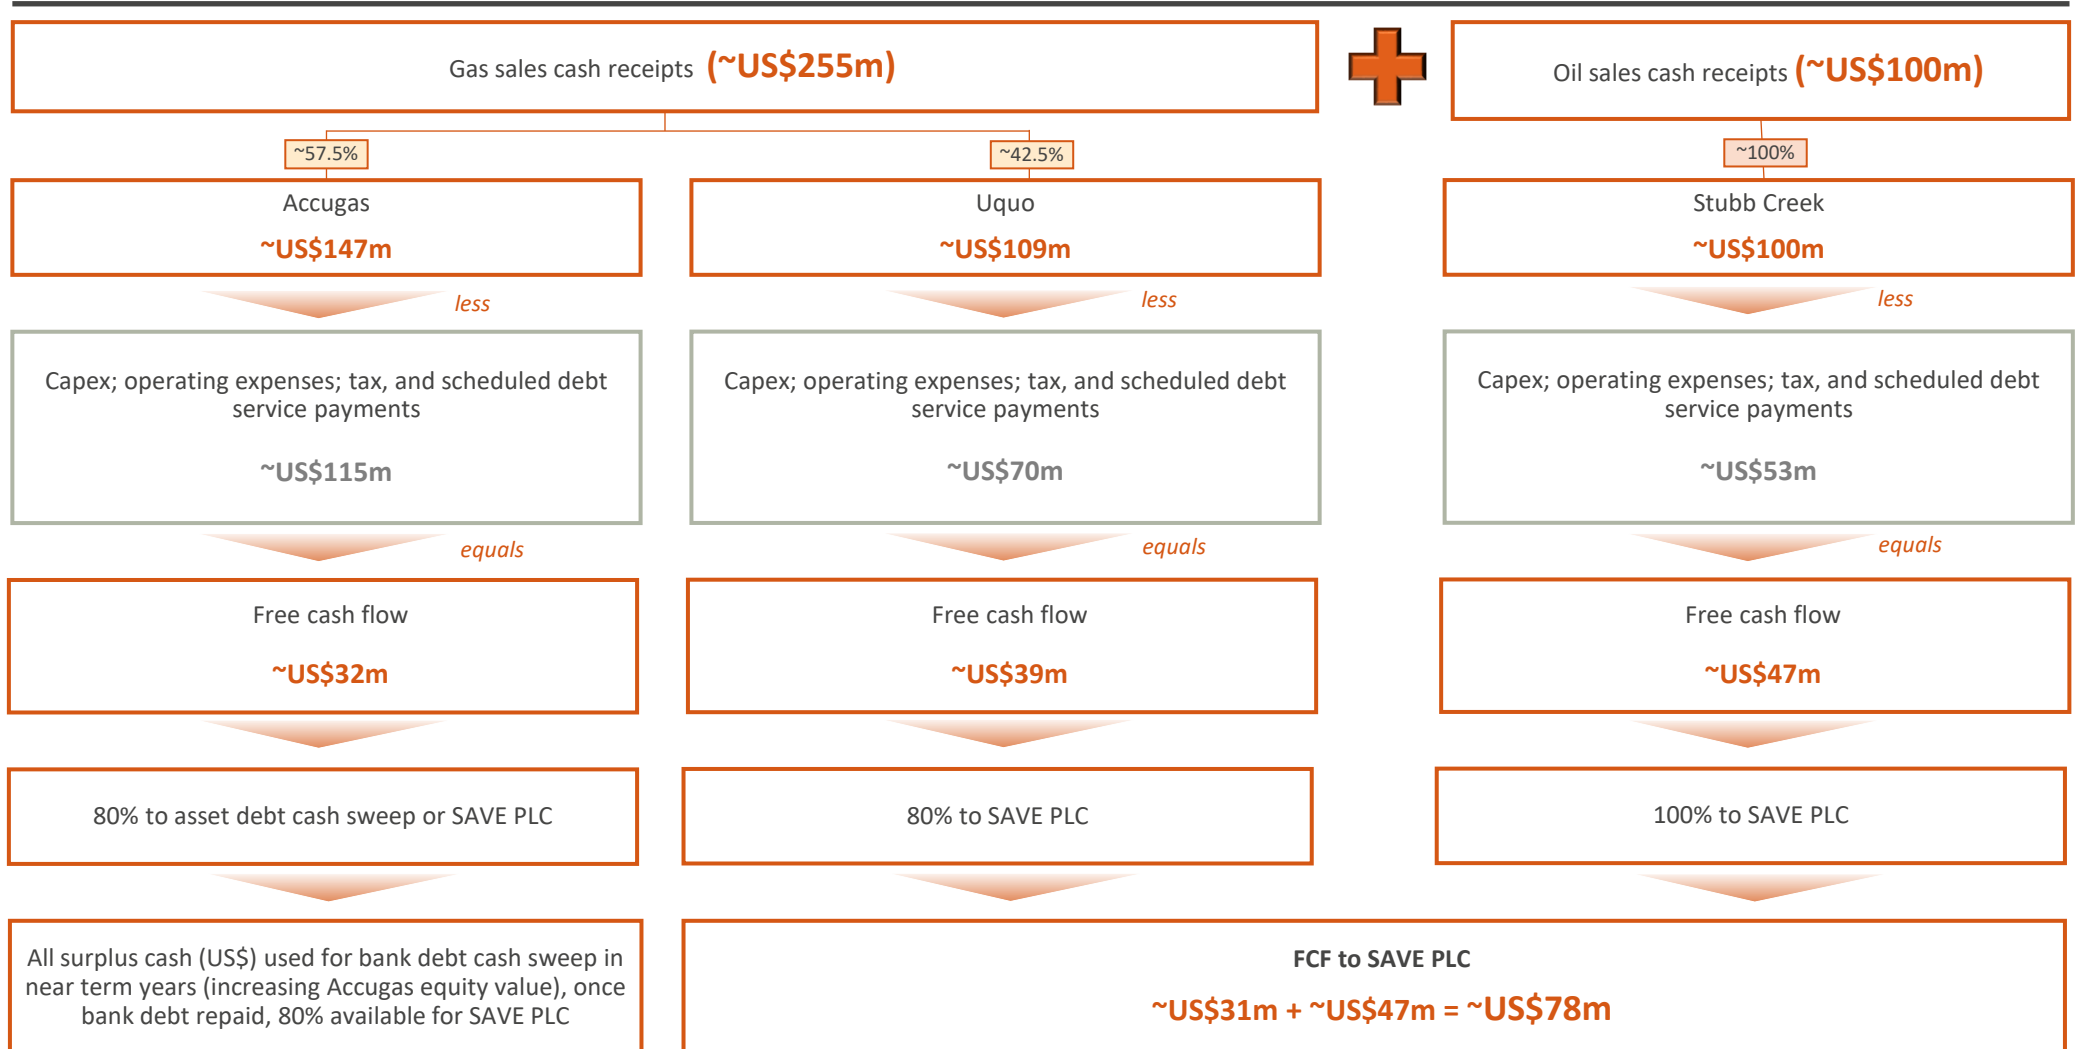 Gas sales cash receipts (~US$255m)
Oil sales cash receipts (~US$100m)
~57.5%
~42.5%
~100%
Accugas
~US$147m
Uquo
~US$109m
Stubb Creek
~US$100m
less
less
less
Capex; operating expenses; tax, and scheduled debt
service payments
~US$115m
Capex; operating expenses; tax, and scheduled debt
service payments
~US$70m
Capex; operating expenses; tax, and scheduled debt
service payments
~US$53m
equals
equals
equals
Free cash flow
~US$32m
Free cash flow
~US$39m
Free cash flow
~US$47m
80% to asset debt cash sweep or SAVE PLC
80% to SAVE PLC
100% to SAVE PLC
All surplus cash (US$) used for bank debt cash sweep in
near term years (increasing Accugas equity value), once
bank debt repaid, 80% available for SAVE PLC
FCF to SAVE PLC
~US$31m + ~US$47m = ~US$78m